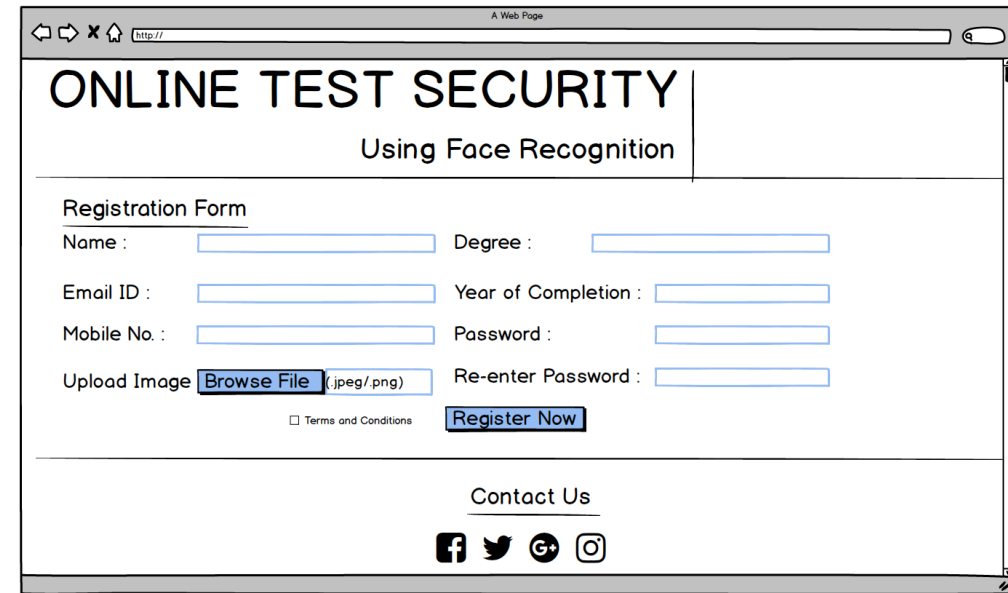 A Web Page
http://
ONLINE TEST SECURITY
Using Face Recognition
Registration Form
Name :
Degree :
Email ID :
Year of Completion :
Mobile No. :
Password :
Upload Image
Browse File
(.jpeg/.png)
Re-enter Password :
Terms and Conditions
Register Now
Contact Us
G+